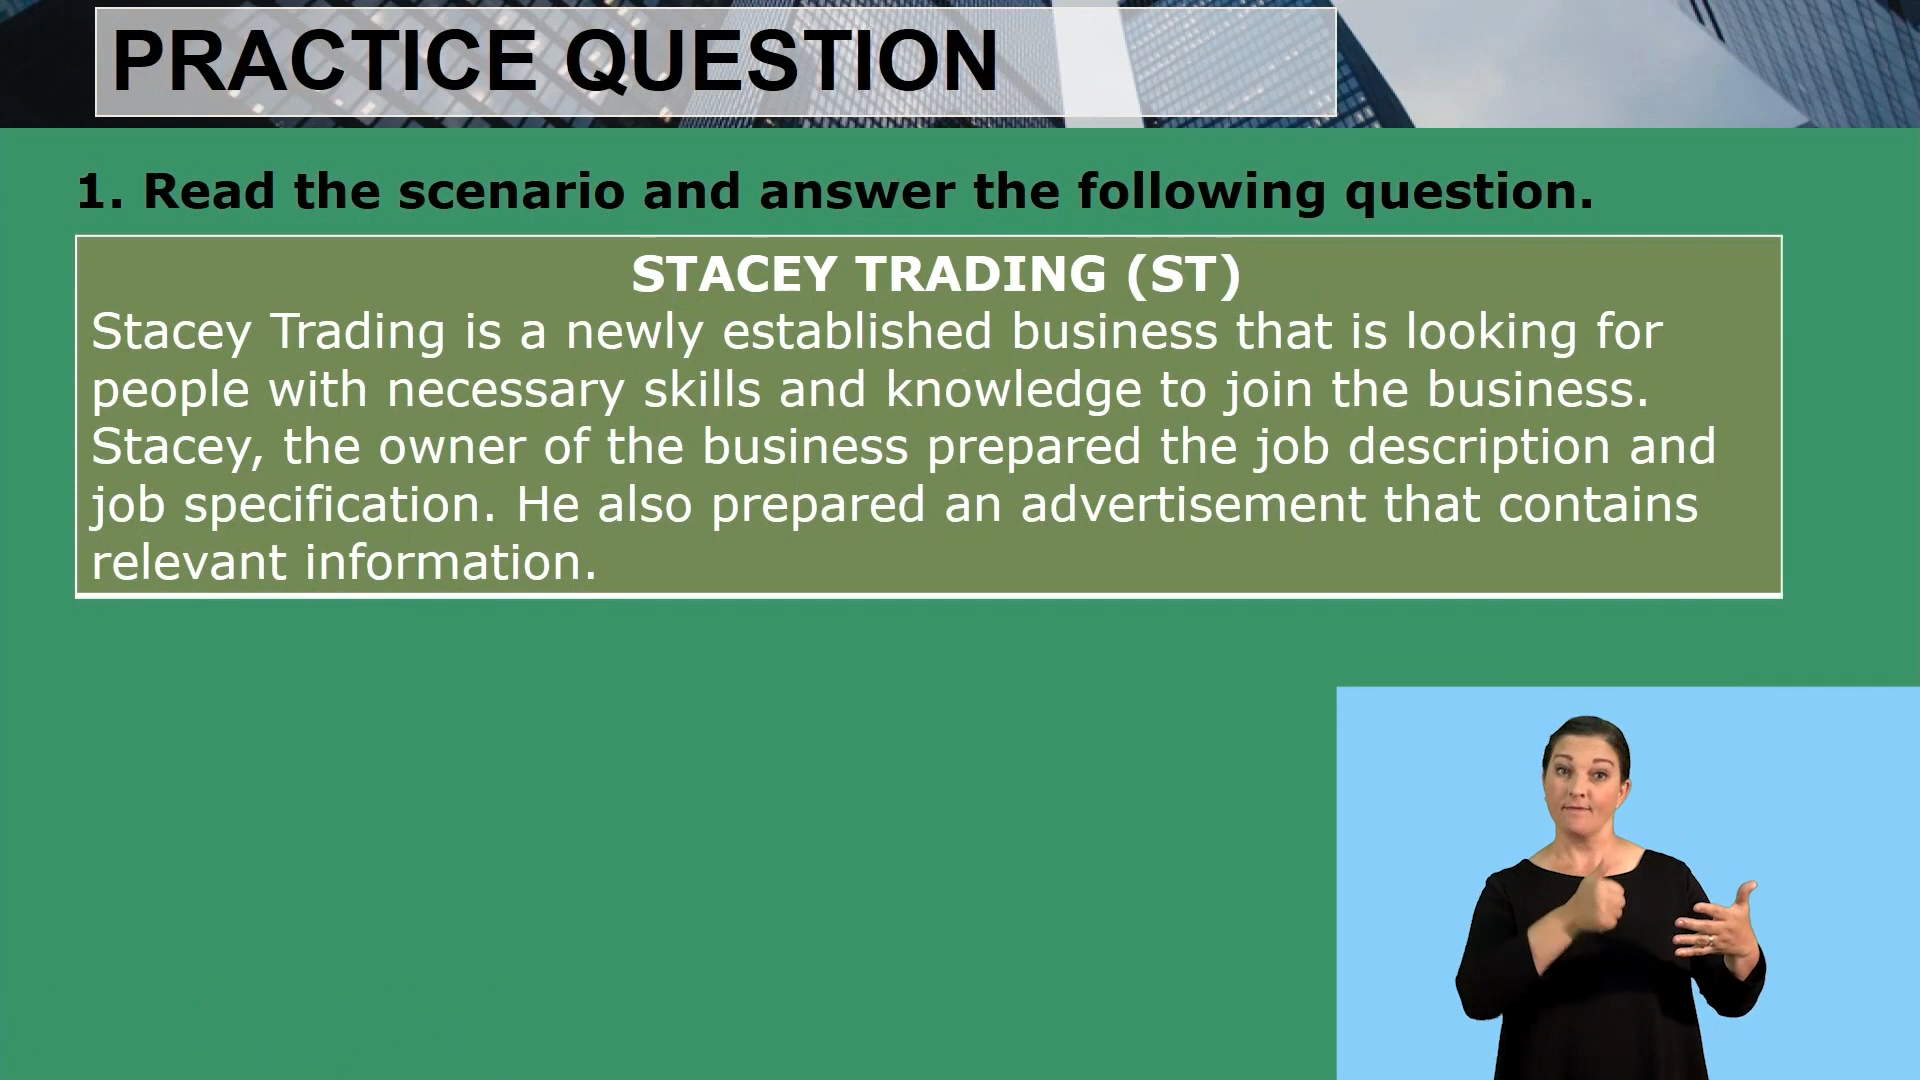 PRACTICE QUESTION
1. Read the scenario and answer the following question.
STACEY TRADING (ST)
Stacey Trading is a newly established business that is looking for
people with necessary skills and knowledge to join the business.
Stacey, the owner of the business prepared the job description and
job specification. He also prepared an advertisement that contains
relevant information.